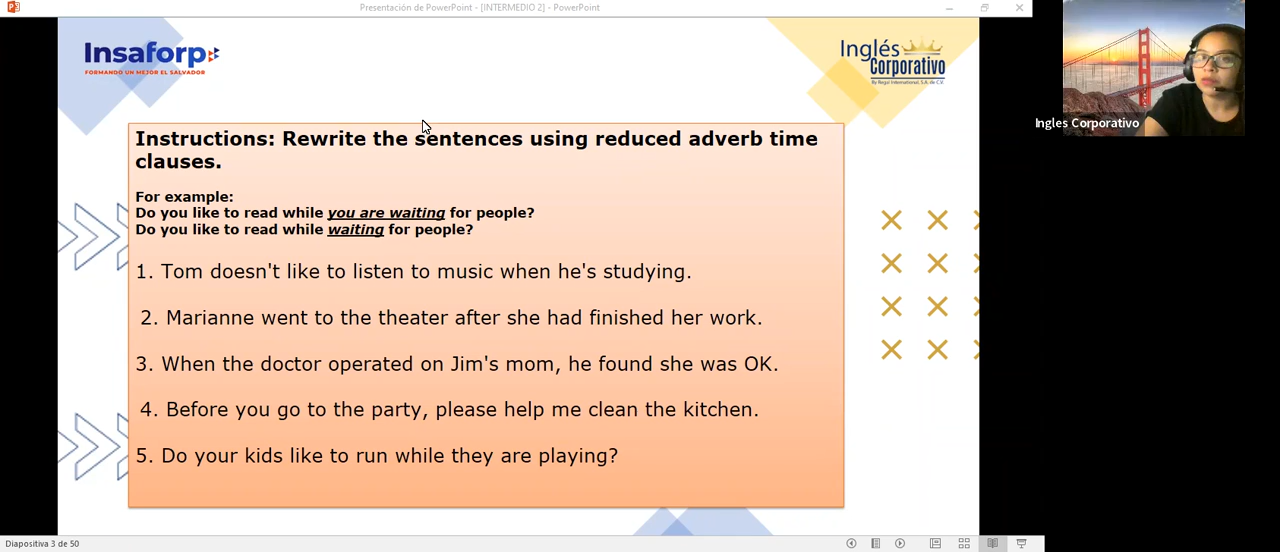 Presentación de PowerPoint - [INTERMEDIO 2] - PowerPoint
Insaforp
FORMANDO UN MEJOR EL SALVADOR
Inglés
Corporativo
By Regal International, S.A. de C.V.
Ingles Corporativo
Instructions: Rewrite the sentences using reduced adverb time
clauses.
For example:
Do you like to read while you are waiting for people?
Do you like to read while waiting for people?
1. Tom doesn't like to listen to music when he's studying.
2. Marianne went to the theater after she had finished her work.
3. When the doctor operated on Jim's mom, he found she was OK.
4. Before you go to the party, please help me clean the kitchen.
5. Do your kids like to run while they are playing?
Diapositiva 3 de 50